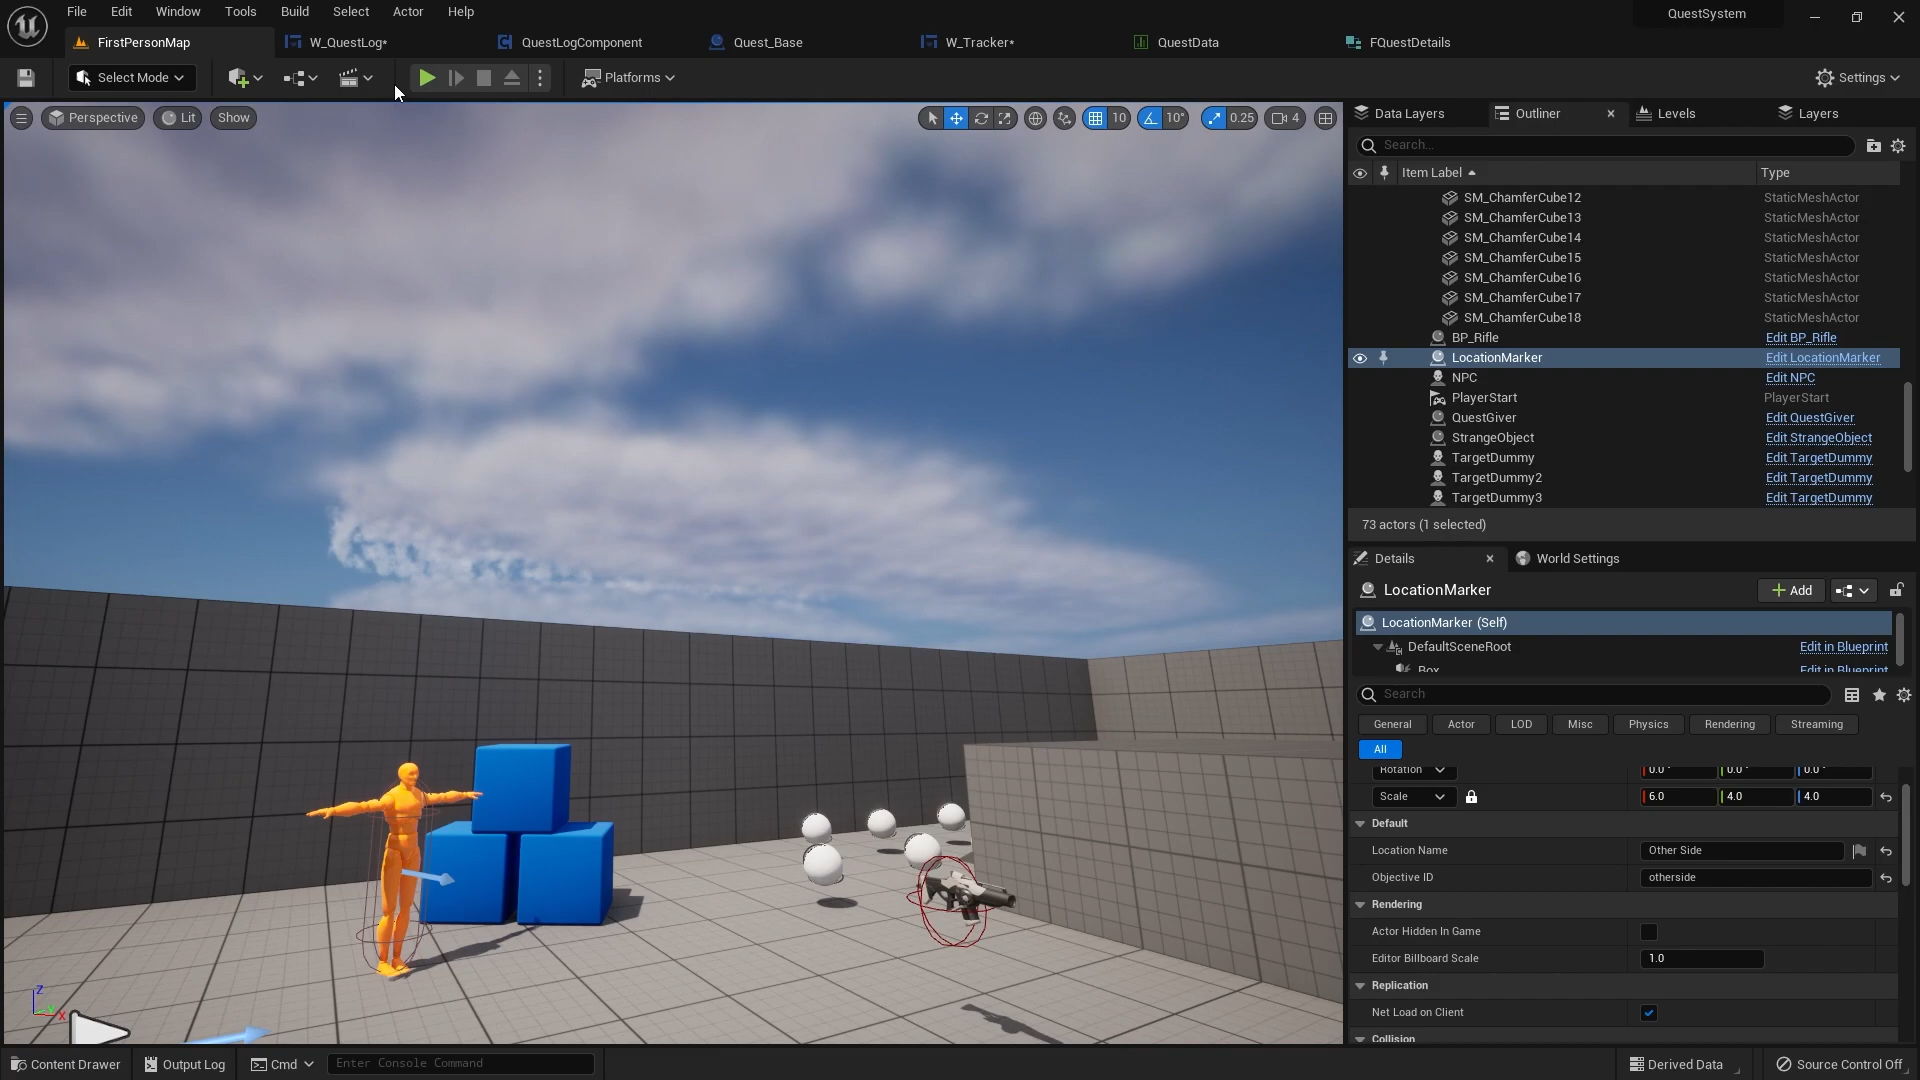 File Edit Window Tools Build Select Actor Help
QuestSystem
FirstPersonMap W_QuestLog* QuestLogComponent Quest_Base W_Tracker* QuestData FQuestDetails
Select Mode Platforms Settings
Perspective Lit Show 10 10° 0.25 4
Data Layers Outliner Levels Layers
Search...
Item Label Type
SM_ChamferCube12 StaticMeshActor
SM_ChamferCube13 StaticMeshActor
SM_ChamferCube14 StaticMeshActor
SM_ChamferCube15 StaticMeshActor
SM_ChamferCube16 StaticMeshActor
SM_ChamferCube17 StaticMeshActor
SM_ChamferCube18 StaticMeshActor
BP_Rifle Edit BP_Rifle
LocationMarker Edit LocationMarker
NPC Edit NPC
PlayerStart PlayerStart
QuestGiver Edit QuestGiver
StrangeObject Edit StrangeObject
TargetDummy Edit TargetDummy
TargetDummy2 Edit TargetDummy
TargetDummy3 Edit TargetDummy
73 actors (1 selected)
Details World Settings
LocationMarker Add
LocationMarker (Self)
DefaultSceneRoot Edit in Blueprint
Box Edit in Blueprint
Search
General Actor LOD Misc Physics Rendering Streaming
All
Rotation 0.0° 0.0° 0.0°
Scale 6.0 4.0 4.0
Default
Location Name Other Side
Objective ID otherside
Rendering
Actor Hidden In Game
Editor Billboard Scale 1.0
Replication
Net Load on Client
Collision
Z
Y
X
Content Drawer Output Log Cmd Enter Console Command Derived Data Source Control Off